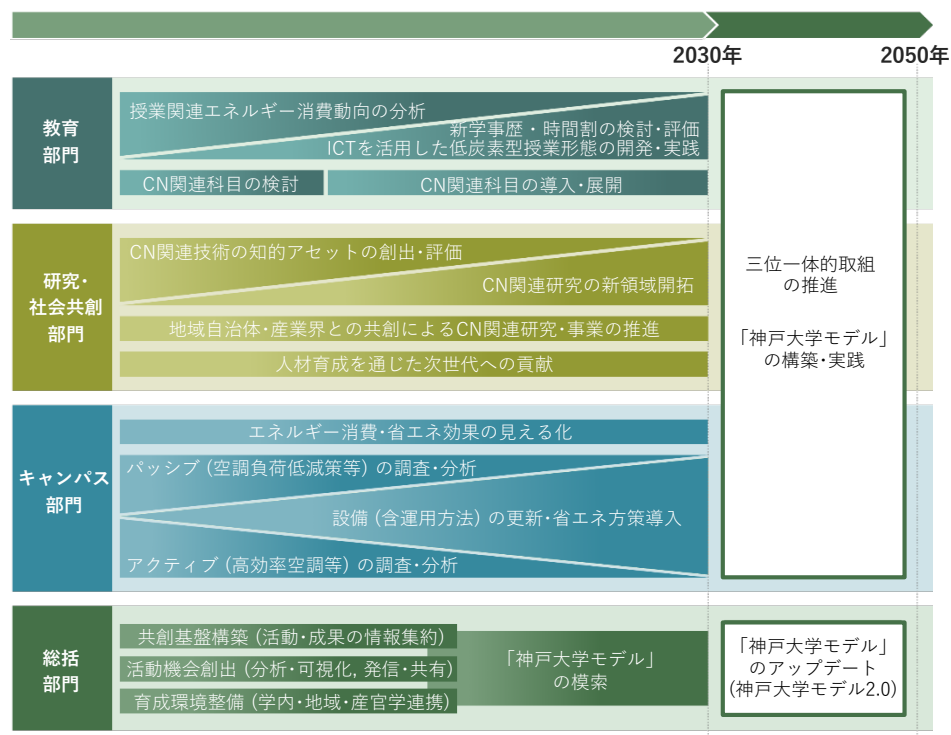 2030年
2050年
教育
部門
授業関連エネルギー消費動向の分析
新学事歴・時間割の検討・評価
ICTを活用した低炭素型授業形態の開発・実践
CN関連科目の検討
CN関連科目の導入・展開
研究・
社会共創
部門
CN関連技術の知的アセットの創出・評価
CN関連研究の新領域開拓
地域自治体・産業界との共創によるCN関連研究・事業の推進
人材育成を通じた次世代への貢献
キャンパス
部門
エネルギー消費・省エネ効果の見える化
パッシブ (空調負荷低減策等) の調査・分析
設備 (含運用方法) の更新・省エネ方策導入
アクティブ (高効率空調等) の調査・分析
三位一体的取組
の推進
「神戸大学モデル」
の構築・実践
総括
部門
共創基盤構築 (活動・成果の情報集約)
活動機会創出 (分析・可視化, 発信・共有)
育成環境整備 (学内・地域・産官学連携)
「神戸大学モデル」
の模索
「神戸大学モデル」
のアップデート
(神戸大学モデル2.0)